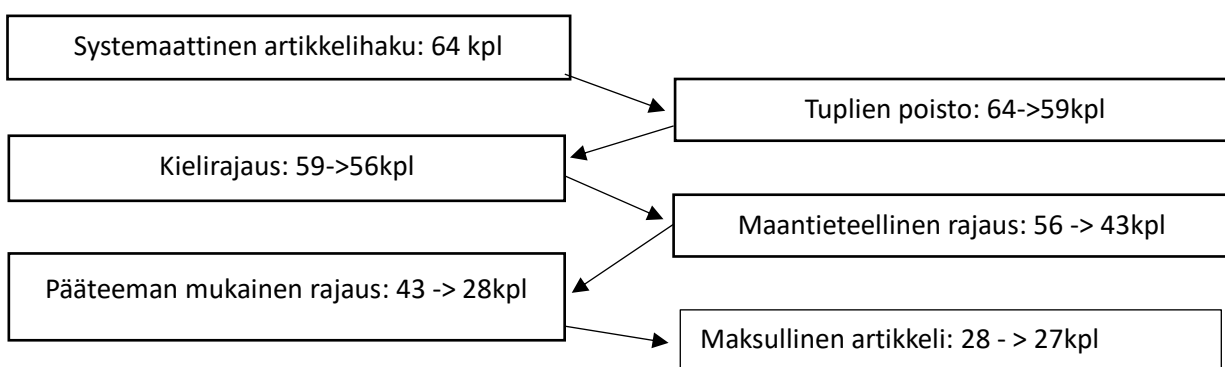 Systemaattinen artikkelihaku: 64 kpl
Tuplien poisto: 64->59kpl
Kielirajaus: 59->56kpl
Maantieteellinen rajaus: 56 -> 43kpl
Pääteeman mukainen rajaus: 43 -> 28kpl
Maksullinen artikkeli: 28 - > 27kpl